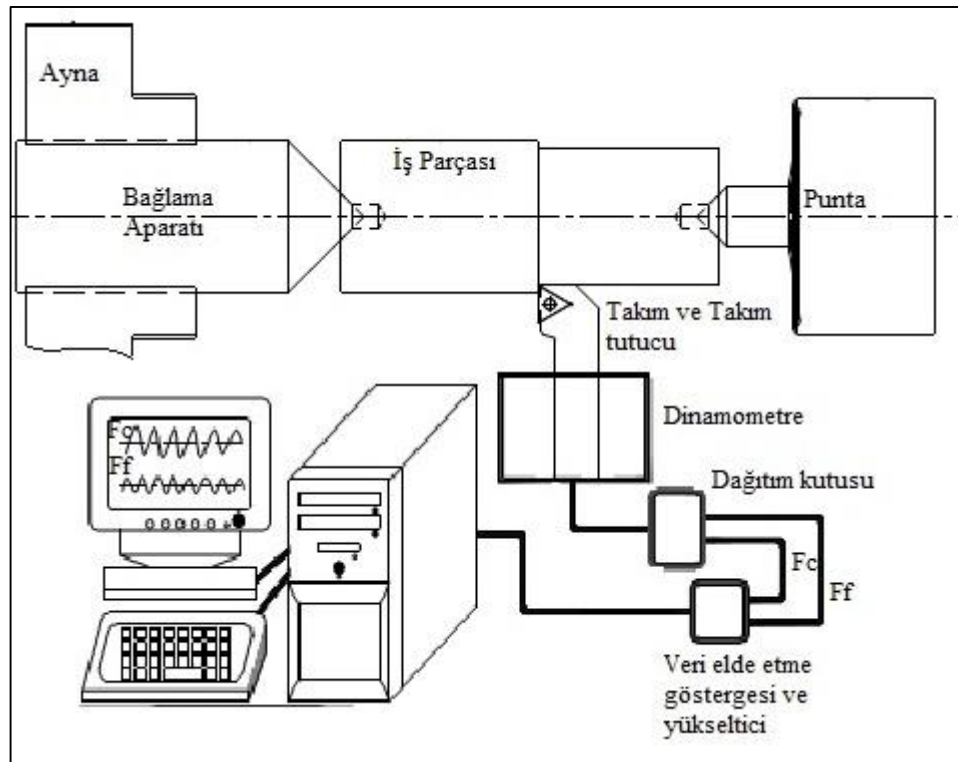 Ayna
Bağlama
Aparatı
İş Parçası
Punta
Takım ve Takım
tutucu
Dinamometre
Dağıtım kutusu
Fc
Ff
Fc
Ff
Veri elde etme
göstergesi ve
yükseltici